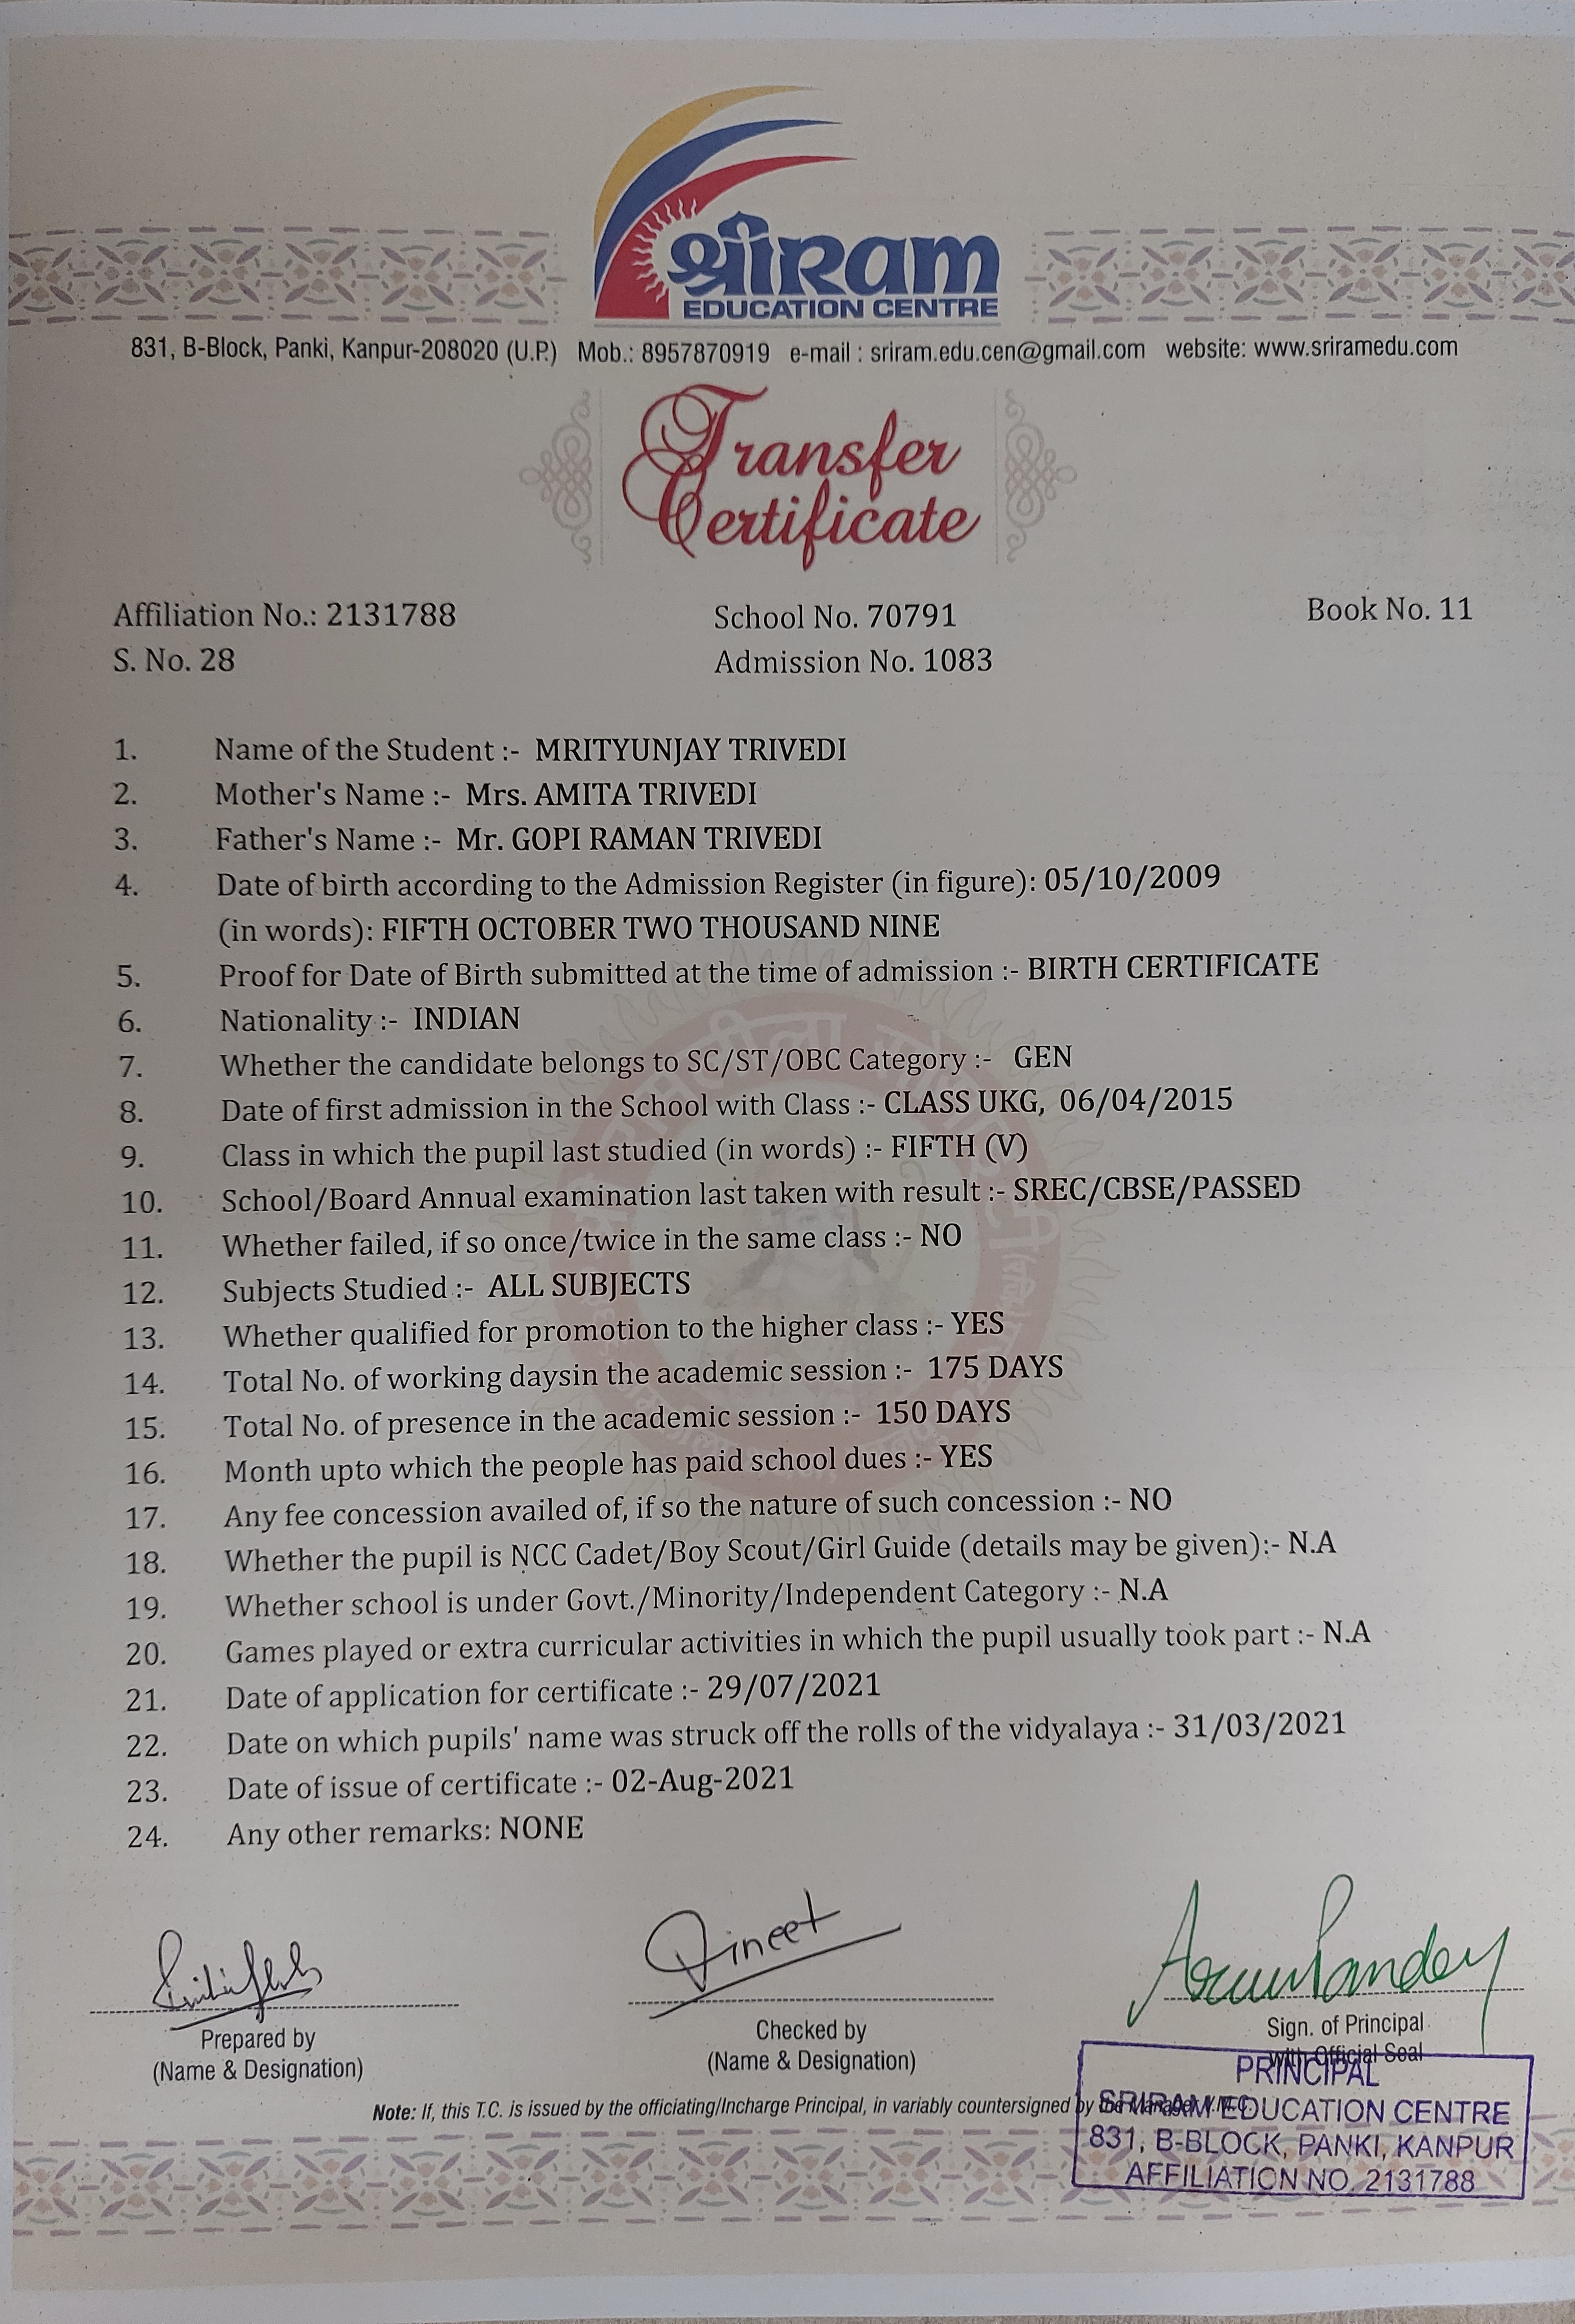 श्रीRam
EDUCATION CENTRE
831, B-Block, Panki, Kanpur-208020 (U.P.) Mob.: 8957870919 e-mail : sriram.edu.cen@gmail.com website: www.sriramedu.com
Transfer
Certificate
Affiliation No.: 2131788 School No. 70791 Book No. 11
S. No. 28 Admission No. 1083
1. Name of the Student :- MRITYUNJAY TRIVEDI
2. Mother's Name :- Mrs. AMITA TRIVEDI
3. Father's Name :- Mr. GOPI RAMAN TRIVEDI
4. Date of birth according to the Admission Register (in figure): 05/10/2009
(in words): FIFTH OCTOBER TWO THOUSAND NINE
5. Proof for Date of Birth submitted at the time of admission :- BIRTH CERTIFICATE
6. Nationality :- INDIAN
7. Whether the candidate belongs to SC/ST/OBC Category :- GEN
8. Date of first admission in the School with Class :- CLASS UKG, 06/04/2015
9. Class in which the pupil last studied (in words) :- FIFTH (V)
10. School/Board Annual examination last taken with result :- SREC/CBSE/PASSED
11. Whether failed, if so once/twice in the same class :- NO
12. Subjects Studied :- ALL SUBJECTS
13. Whether qualified for promotion to the higher class :- YES
14. Total No. of working daysin the academic session :- 175 DAYS
15. Total No. of presence in the academic session :- 150 DAYS
16. Month upto which the people has paid school dues :- YES
17. Any fee concession availed of, if so the nature of such concession :- NO
18. Whether the pupil is NCC Cadet/Boy Scout/Girl Guide (details may be given):- N.A
19. Whether school is under Govt./Minority/Independent Category :- N.A
20. Games played or extra curricular activities in which the pupil usually took part :- N.A
21. Date of application for certificate :- 29/07/2021
22. Date on which pupils' name was struck off the rolls of the vidyalaya :- 31/03/2021
23. Date of issue of certificate :- 02-Aug-2021
24. Any other remarks: NONE
Vineet Arun Pandey
Prepared by Checked by Sign. of Principal
(Name & Designation) (Name & Designation) with Official Seal
Note: If, this T.C. is issued by the officiating/Incharge Principal, in variably countersigned by the Manager
PRINCIPAL
SRIRAM EDUCATION CENTRE
831, B-BLOCK, PANKI, KANPUR
AFFILIATION NO. 2131788